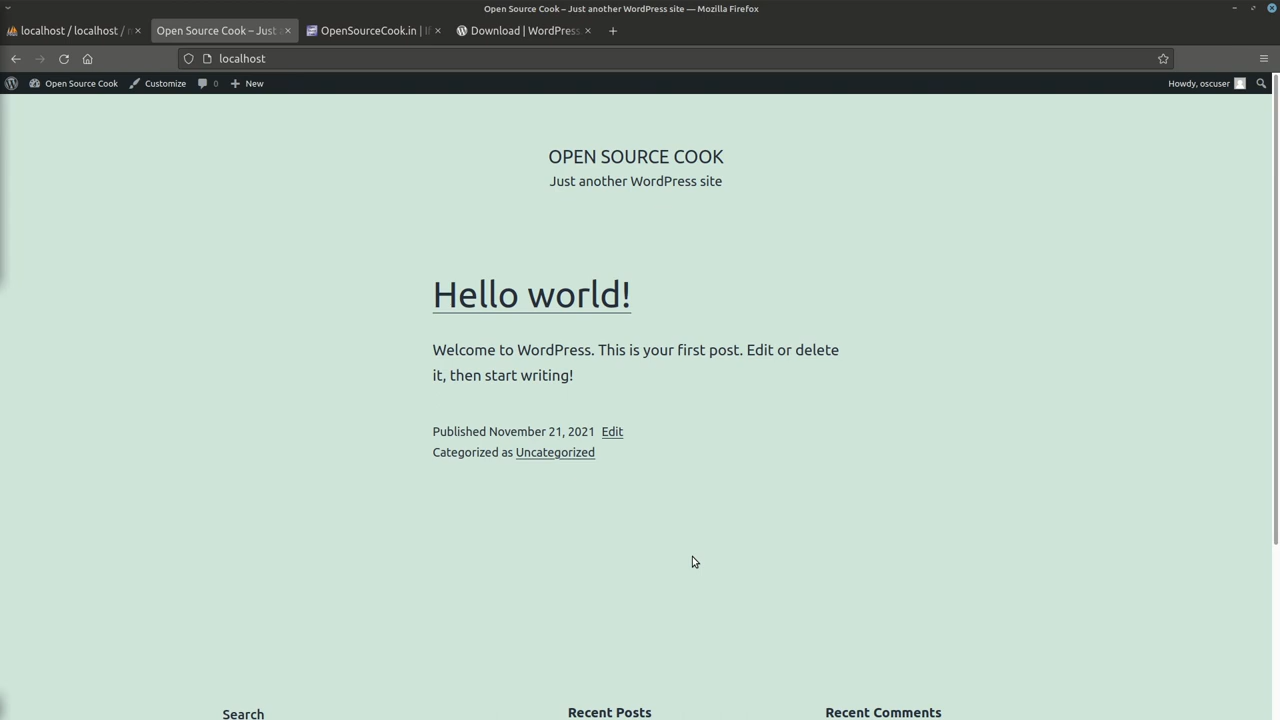 Open Source Cook – Just another WordPress site — Mozilla Firefox
localhost / localhost /
Open Source Cook – Just
OpenSourceCook.in |
Download | WordPress
localhost
Open Source Cook
Customize
0
New
Howdy, oscuser
OPEN SOURCE COOK
Just another WordPress site
Hello world!
Welcome to WordPress. This is your first post. Edit or delete
it, then start writing!
Published November 21, 2021 Edit
Categorized as Uncategorized
Search
Recent Posts
Recent Comments